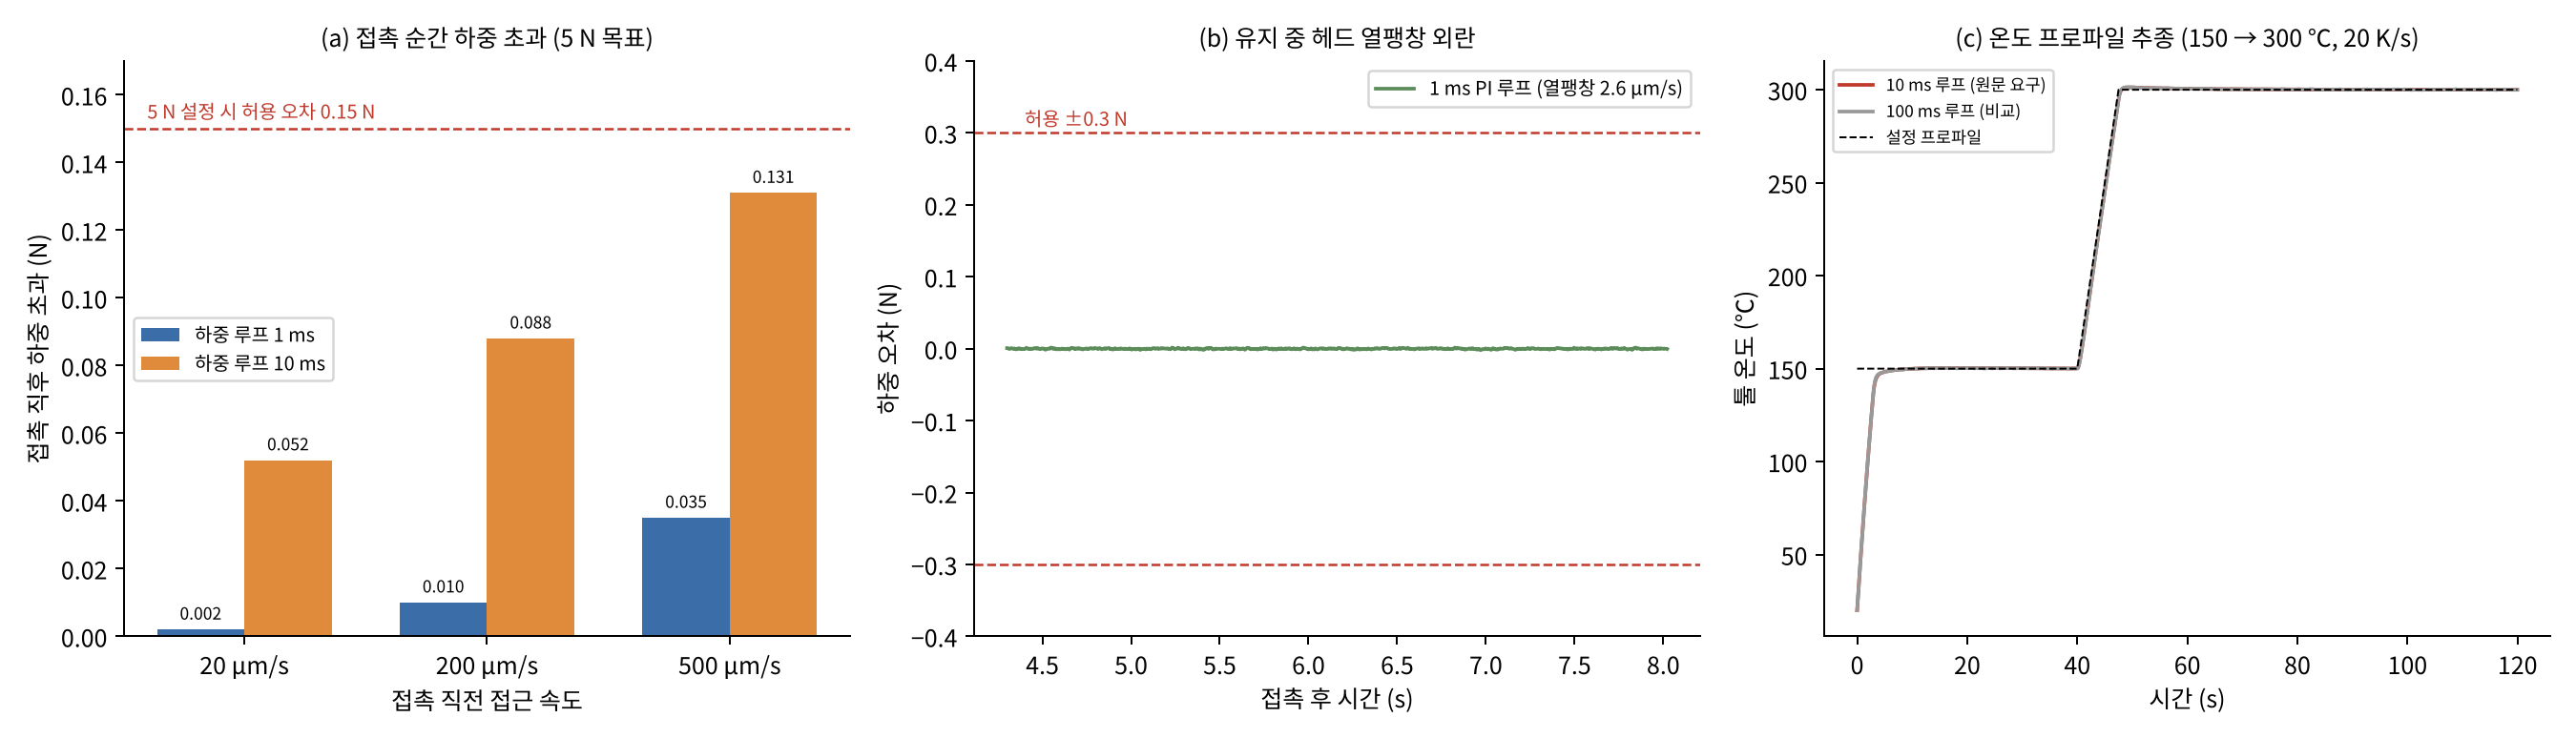 (a) 접촉 순간 하중 초과 (5 N 목표)
접촉 직후 하중 초과 (N)
0.16
0.14
0.12
0.10
0.08
0.06
0.04
0.02
0.00
5 N 설정 시 허용 오차 0.15 N
하중 루프 1 ms
하중 루프 10 ms
0.002
0.052
0.010
0.088
0.035
0.131
20 µm/s
200 µm/s
500 µm/s
접촉 직전 접근 속도
(b) 유지 중 헤드 열팽창 외란
하중 오차 (N)
0.4
0.3
0.2
0.1
0.0
−0.1
−0.2
−0.3
−0.4
1 ms PI 루프 (열팽창 2.6 µm/s)
허용 ±0.3 N
4.5
5.0
5.5
6.0
6.5
7.0
7.5
8.0
접촉 후 시간 (s)
(c) 온도 프로파일 추종 (150 → 300 °C, 20 K/s)
툴 온도 (°C)
300
250
200
150
100
50
10 ms 루프 (원문 요구)
100 ms 루프 (비교)
설정 프로파일
0
20
40
60
80
100
120
시간 (s)